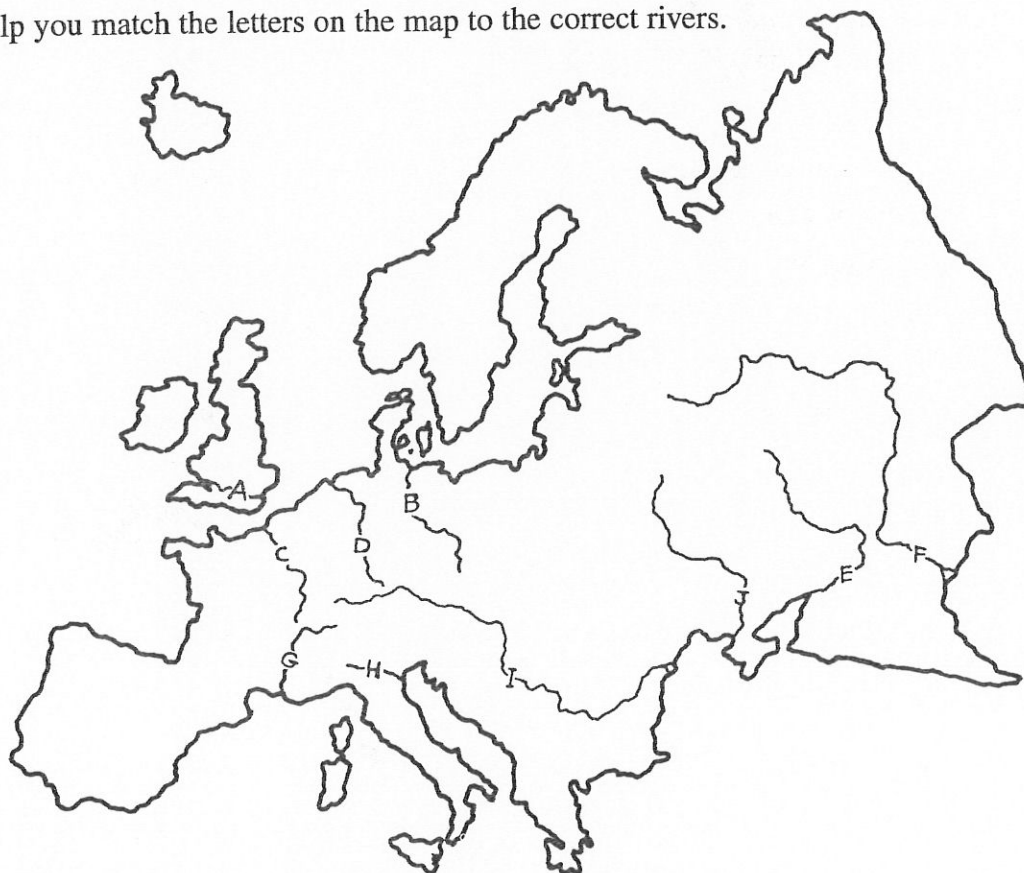 lp you match the letters on the map to the correct rivers.
A
B
C
D
E
F
G
H
I
J